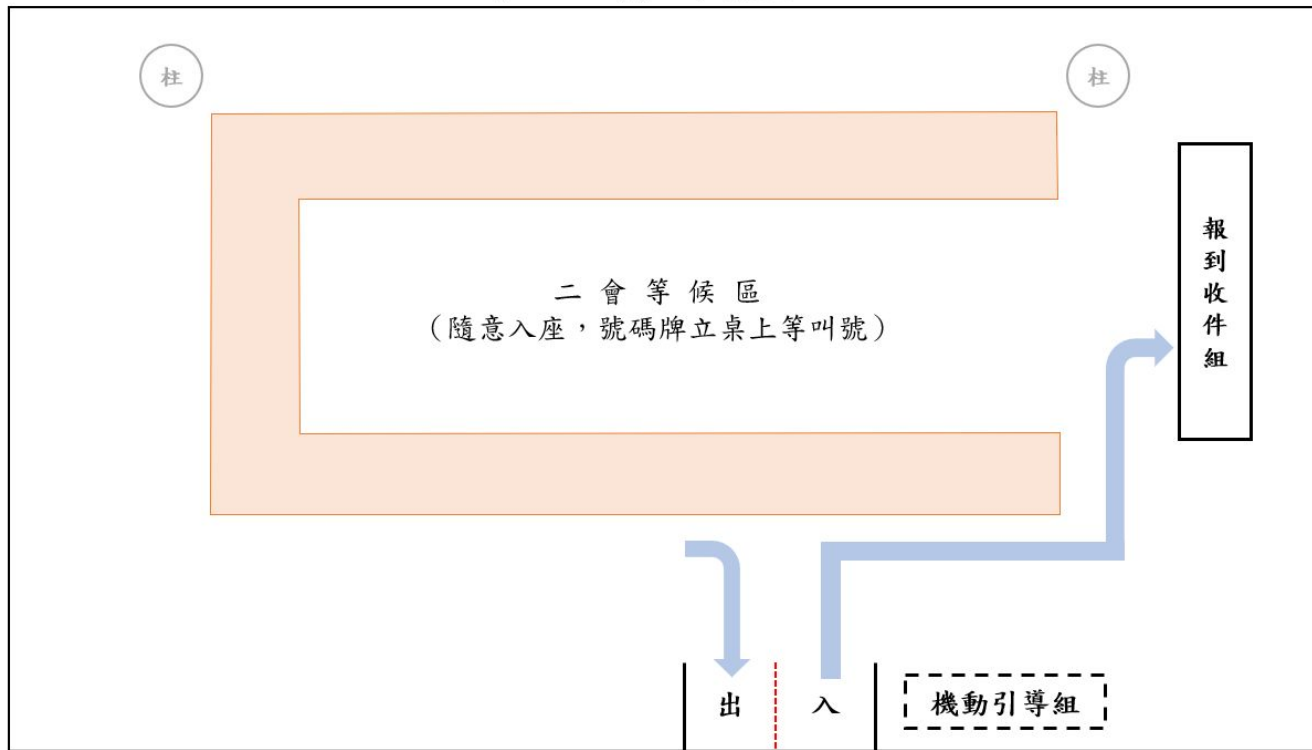 柱
柱
二會等候區
（隨意入座，號碼牌立桌上等叫號）
報到收件組
出
入
機動引導組